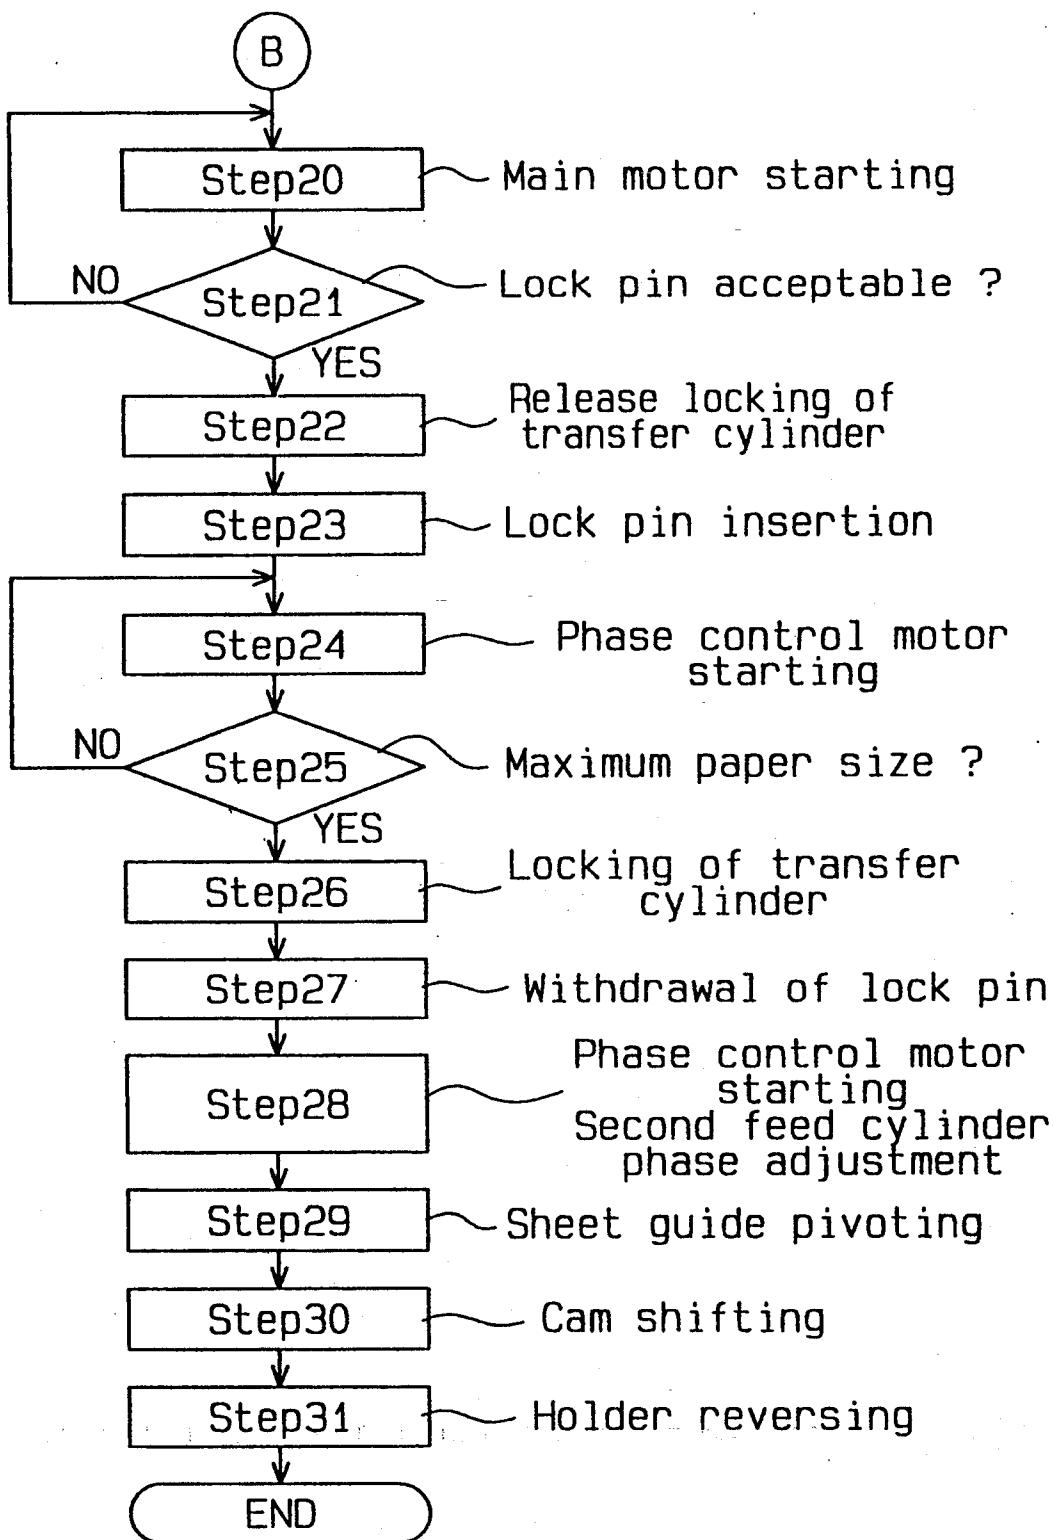 B
Step20
Main motor starting
Step21
Lock pin acceptable ?
NO
YES
Step22
Release locking of
transfer cylinder
Step23
Lock pin insertion
Step24
Phase control motor
starting
Step25
Maximum paper size ?
NO
YES
Step26
Locking of transfer
cylinder
Step27
Withdrawal of lock pin
Step28
Phase control motor
starting
Second feed cylinder
phase adjustment
Step29
Sheet guide pivoting
Step30
Cam shifting
Step31
Holder reversing
END